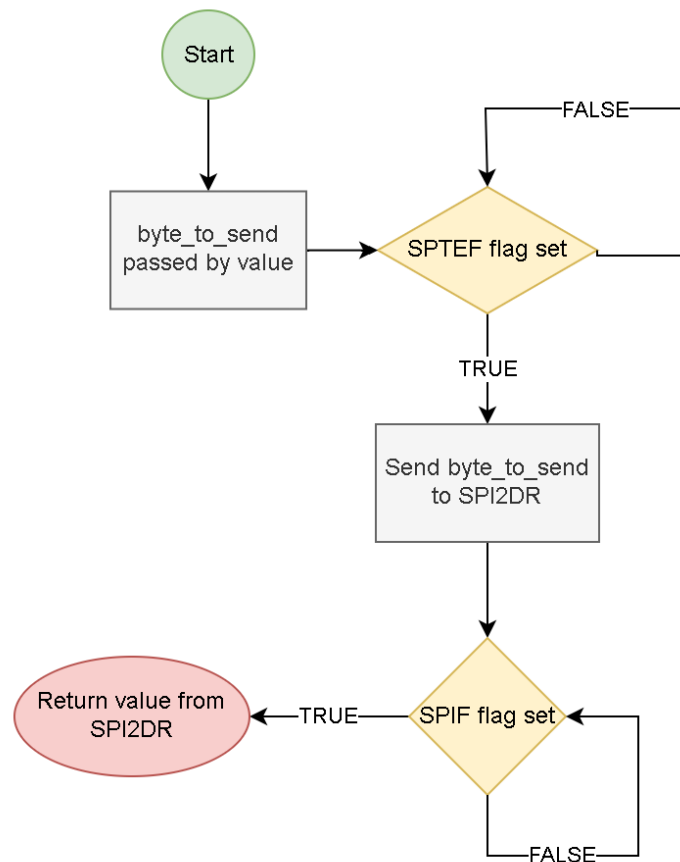 Start
FALSE
byte_to_send
passed by value
SPTEF flag set
TRUE
Send byte_to_send
to SPI2DR
Return value from
SPI2DR
TRUE
SPIF flag set
FALSE